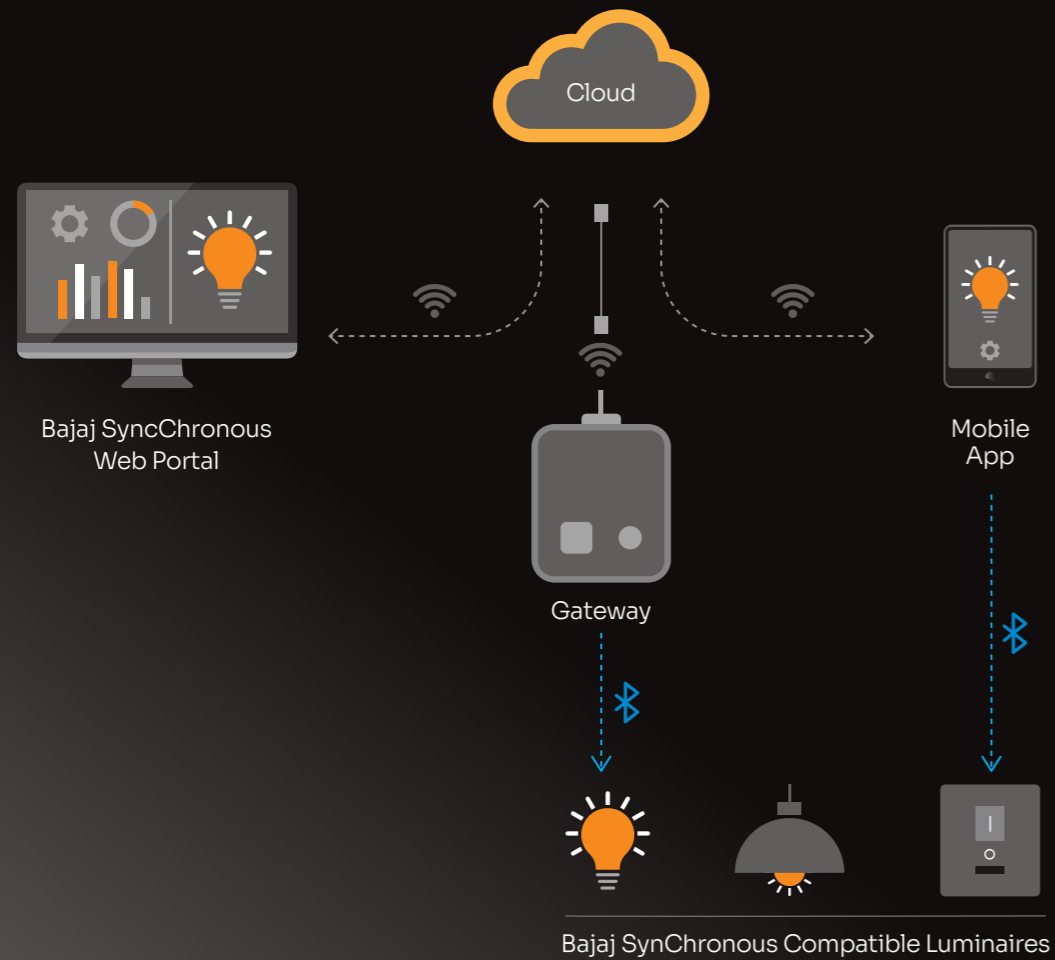 Cloud
Bajaj SyncChronous
Web Portal
Mobile
App
Gateway
Bajaj SynChronous Compatible Luminaires